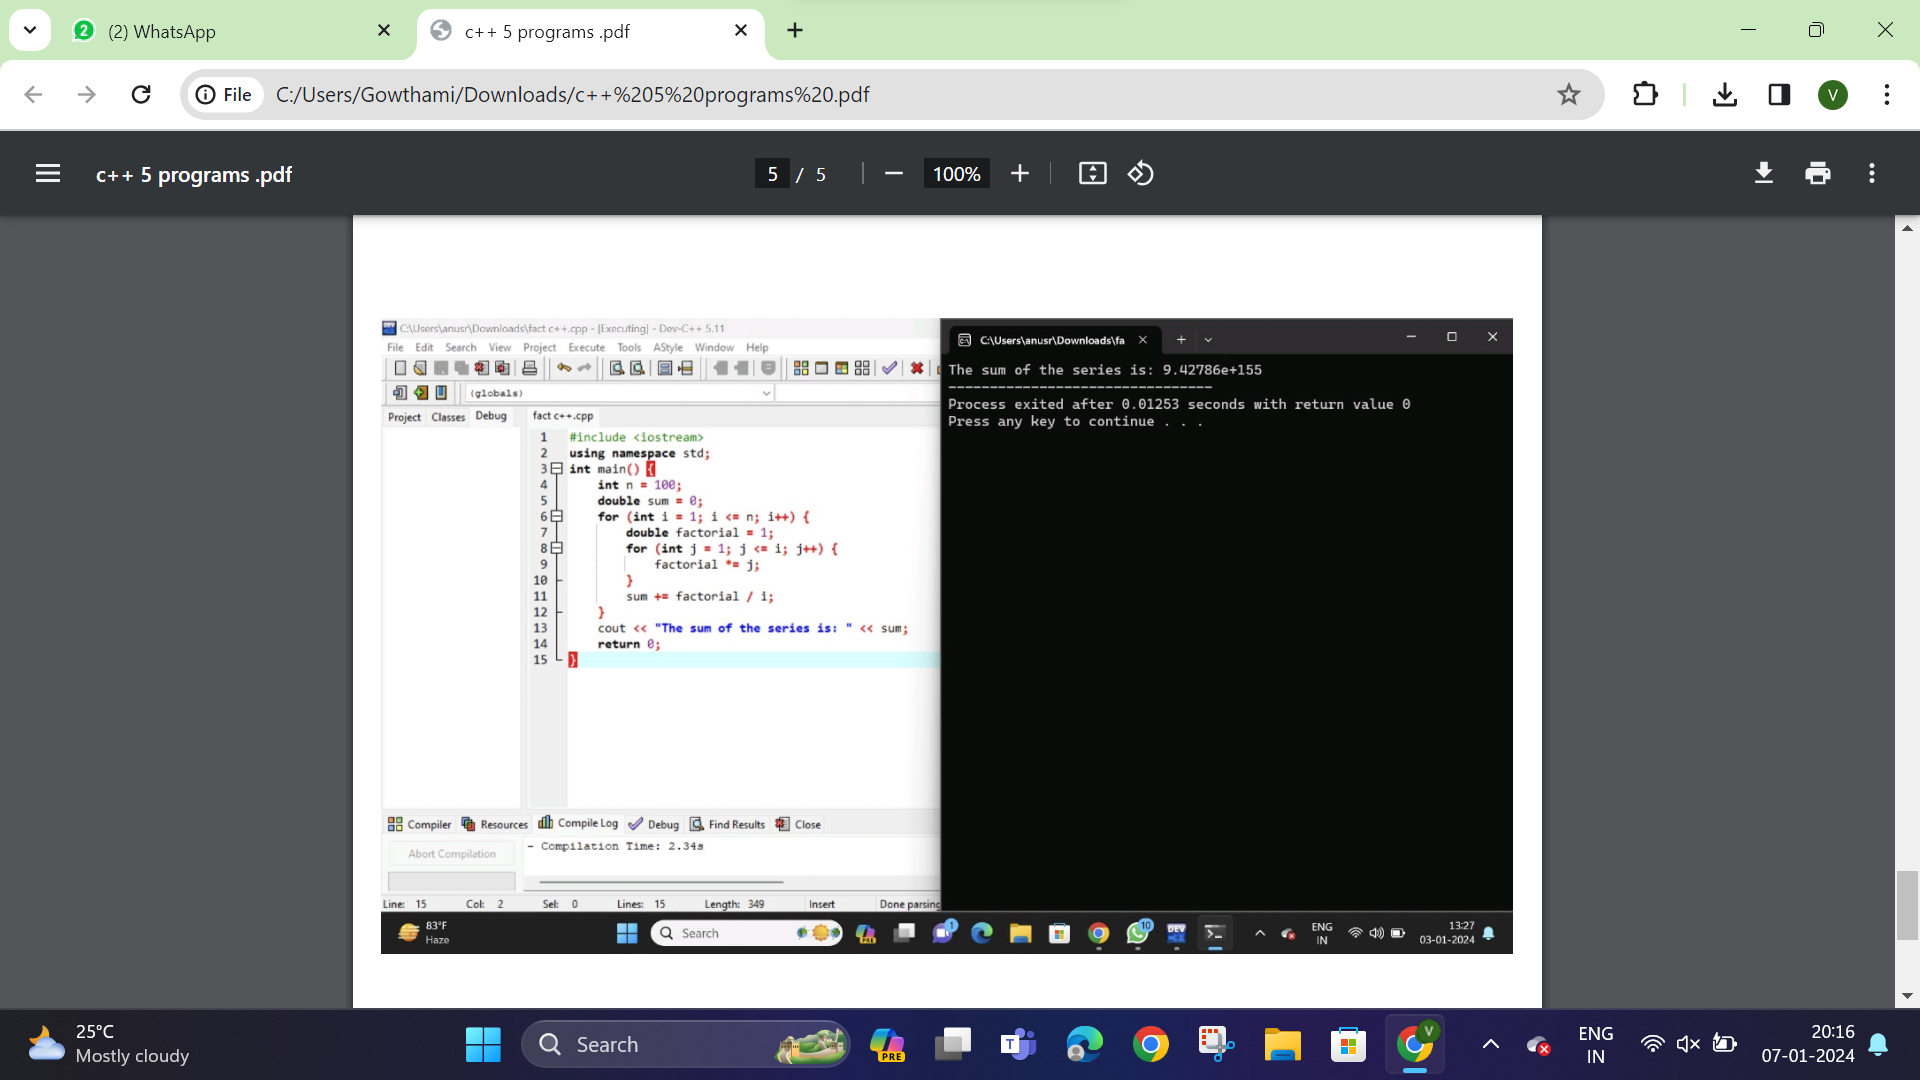 (2) WhatsApp
c++ 5 programs .pdf
File C:/Users/Gowthami/Downloads/c++%205%20programs%20.pdf
V
c++ 5 programs .pdf
5 / 5
100%
C:\Users\anusr\Downloads\fact c++.cpp - [Executing] - Dev-C++ 5.11
File Edit Search View Project Execute Tools AStyle Window Help
(globals)
Project Classes Debug
fact c++.cpp
1 #include <iostream>
2 using namespace std;
3 int main() {
4 int n = 100;
5 double sum = 0;
6 for (int i = 1; i <= n; i++) {
7 double factorial = 1;
8 for (int j = 1; j <= i; j++) {
9 factorial *= j;
10 }
11 sum += factorial / i;
12 }
13 cout << "The sum of the series is: " << sum;
14 return 0;
15 }
C:\Users\anusr\Downloads\fa
The sum of the series is: 9.42786e+155
--------------------------------
Process exited after 0.01253 seconds with return value 0
Press any key to continue . . .
Compiler Resources Compile Log Debug Find Results Close
Abort Compilation
- Compilation Time: 2.34s
Line: 15 Col: 2 Sel: 0 Lines: 15 Length: 349 Insert Done parsing
83°F
Haze
Search
PRE
1
10
DEV
ENG
IN
13:27
03-01-2024
25°C
Mostly cloudy
Search
PRE
T
V
ENG
IN
20:16
07-01-2024